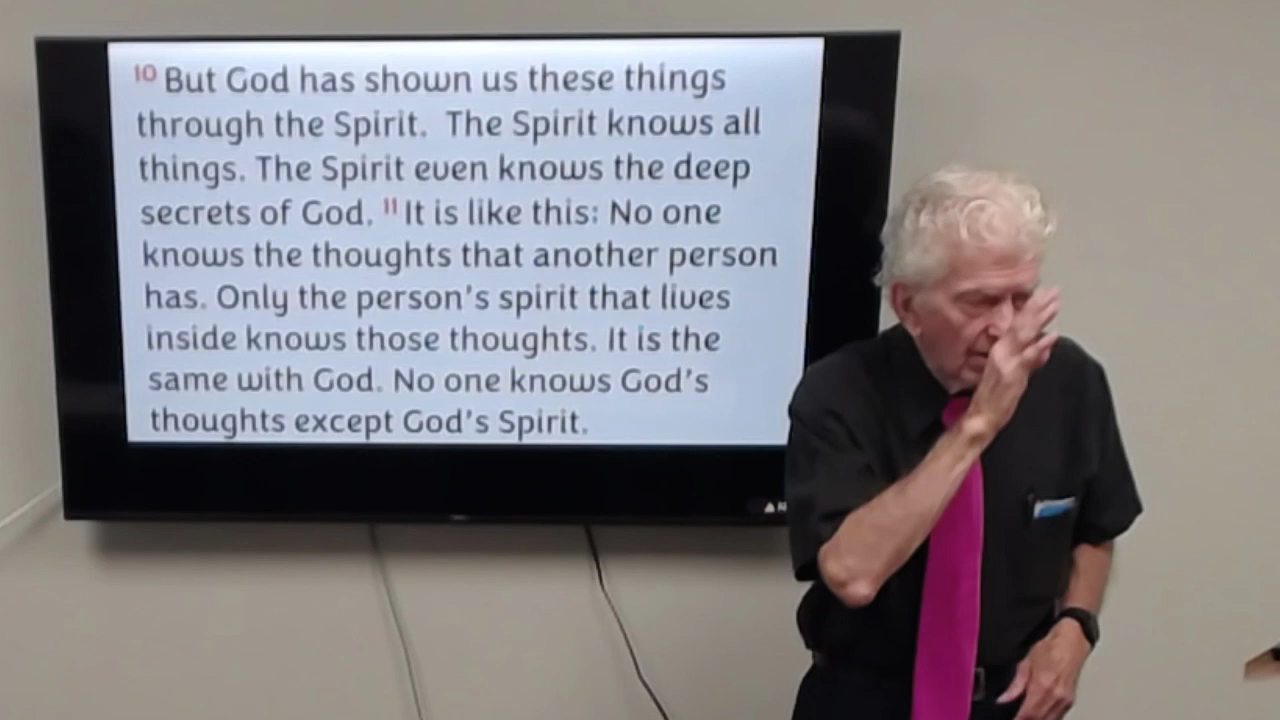 10 But God has shown us these things
through the Spirit. The Spirit knows all
things. The Spirit even knows the deep
secrets of God. 11 It is like this: No one
knows the thoughts that another person
has. Only the person's spirit that lives
inside knows those thoughts. It is the
same with God. No one knows God's
thoughts except God's Spirit.